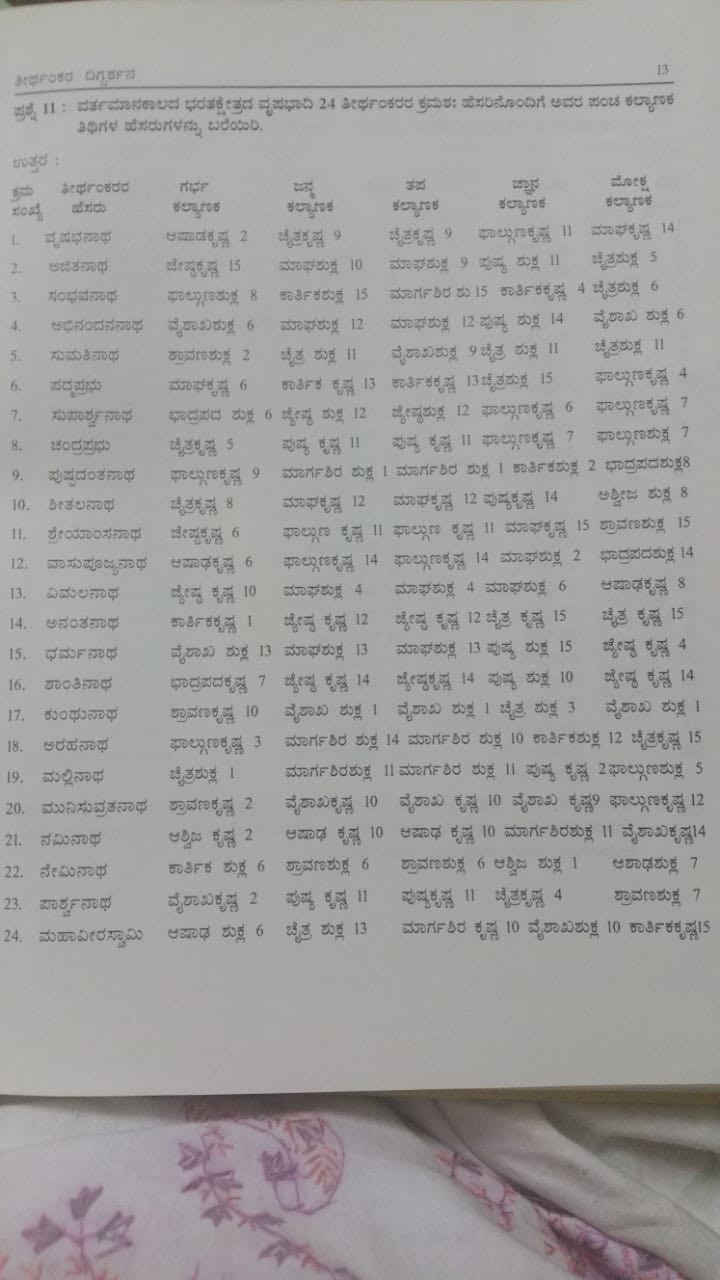 ತೀರ್ಥಂಕರ ದಿಗ್ದರ್ಶನ 13
ಪ್ರಶ್ನೆ 11 : ವರ್ತಮಾನಕಾಲದ ಭರತಕ್ಷೇತ್ರದ ವೃಷಭಾದಿ 24 ತೀರ್ಥಂಕರರ ಕ್ರಮಶಃ ಹೆಸರಿನೊಂದಿಗೆ ಅವರ ಪಂಚ ಕಲ್ಯಾಣಕ
ತಿಥಿಗಳ ಹೆಸರುಗಳನ್ನು ಬರೆಯಿರಿ.
ಉತ್ತರ :
ಕ್ರಮ ತೀರ್ಥಂಕರರ ಗರ್ಭ ಜನ್ಮ ತಪ ಜ್ಞಾನ ಮೋಕ್ಷ
ಸಂಖ್ಯೆ ಹೆಸರು ಕಲ್ಯಾಣಕ ಕಲ್ಯಾಣಕ ಕಲ್ಯಾಣಕ ಕಲ್ಯಾಣಕ ಕಲ್ಯಾಣಕ
1. ವೃಷಭನಾಥ ಆಷಾಡಕೃಷ್ಣ 2 ಚೈತ್ರಕೃಷ್ಣ 9 ಚೈತ್ರಕೃಷ್ಣ 9 ಫಾಲ್ಗುಣಕೃಷ್ಣ 11 ಮಾಘಕೃಷ್ಣ 14
2. ಅಜಿತನಾಥ ಜೇಷ್ಠಕೃಷ್ಣ 15 ಮಾಘಶುಕ್ಲ 10 ಮಾಘಶುಕ್ಲ 9 ಪುಷ್ಯ ಶುಕ್ಲ 11 ಚೈತ್ರಶುಕ್ಲ 5
3. ಸಂಭವನಾಥ ಫಾಲ್ಗುಣಶುಕ್ಲ 8 ಕಾರ್ತಿಕಶುಕ್ಲ 15 ಮಾರ್ಗಶಿರ ಶು 15 ಕಾರ್ತಿಕಕೃಷ್ಣ 4 ಚೈತ್ರಶುಕ್ಲ 6
4. ಅಭಿನಂದನನಾಥ ವೈಶಾಖಶುಕ್ಲ 6 ಮಾಘಶುಕ್ಲ 12 ಮಾಘಶುಕ್ಲ 12 ಪುಷ್ಯ ಶುಕ್ಲ 14 ವೈಶಾಖ ಶುಕ್ಲ 6
5. ಸುಮತಿನಾಥ ಶ್ರಾವಣಶುಕ್ಲ 2 ಚೈತ್ರ ಶುಕ್ಲ 11 ವೈಶಾಖಶುಕ್ಲ 9 ಚೈತ್ರ ಶುಕ್ಲ 11 ಚೈತ್ರಶುಕ್ಲ 11
6. ಪದ್ಮಪ್ರಭು ಮಾಘಕೃಷ್ಣ 6 ಕಾರ್ತಿಕ ಕೃಷ್ಣ 13 ಕಾರ್ತಿಕಕೃಷ್ಣ 13 ಚೈತ್ರಶುಕ್ಲ 15 ಫಾಲ್ಗುಣಕೃಷ್ಣ 4
7. ಸುಪಾರ್ಶ್ವನಾಥ ಭಾದ್ರಪದ ಶುಕ್ಲ 6 ಜ್ಯೇಷ್ಠ ಶುಕ್ಲ 12 ಜ್ಯೇಷ್ಠಶುಕ್ಲ 12 ಫಾಲ್ಗುಣಕೃಷ್ಣ 6 ಫಾಲ್ಗುಣಕೃಷ್ಣ 7
8. ಚಂದ್ರಪ್ರಭು ಚೈತ್ರಕೃಷ್ಣ 5 ಪುಷ್ಯ ಕೃಷ್ಣ 11 ಪುಷ್ಯ ಕೃಷ್ಣ 11 ಫಾಲ್ಗುಣಕೃಷ್ಣ 7 ಫಾಲ್ಗುಣಶುಕ್ಲ 7
9. ಪುಷ್ಪದಂತನಾಥ ಫಾಲ್ಗುಣಕೃಷ್ಣ 9 ಮಾರ್ಗಶಿರ ಶುಕ್ಲ 1 ಮಾರ್ಗಶಿರ ಶುಕ್ಲ 1 ಕಾರ್ತಿಕಶುಕ್ಲ 2 ಭಾದ್ರಪದಶುಕ್ಲ8
10. ಶೀತಲನಾಥ ಚೈತ್ರಕೃಷ್ಣ 8 ಮಾಘಕೃಷ್ಣ 12 ಮಾಘಕೃಷ್ಣ 12 ಪುಷ್ಯಕೃಷ್ಣ 14 ಅಶ್ವೀಜ ಶುಕ್ಲ 8
11. ಶ್ರೇಯಾಂಸನಾಥ ಜೇಷ್ಠಕೃಷ್ಣ 6 ಫಾಲ್ಗುಣ ಕೃಷ್ಣ 11 ಫಾಲ್ಗುಣ ಕೃಷ್ಣ 11 ಮಾಘಕೃಷ್ಣ 15 ಶ್ರಾವಣಶುಕ್ಲ 15
12. ವಾಸುಪೂಜ್ಯನಾಥ ಆಷಾಢಕೃಷ್ಣ 6 ಫಾಲ್ಗುಣಕೃಷ್ಣ 14 ಫಾಲ್ಗುಣಕೃಷ್ಣ 14 ಮಾಘಶುಕ್ಲ 2 ಭಾದ್ರಪದಶುಕ್ಲ 14
13. ವಿಮಲನಾಥ ಜ್ಯೇಷ್ಠ ಕೃಷ್ಣ 10 ಮಾಘಶುಕ್ಲ 4 ಮಾಘಶುಕ್ಲ 4 ಮಾಘಶುಕ್ಲ 6 ಆಷಾಢಕೃಷ್ಣ 8
14. ಅನಂತನಾಥ ಕಾರ್ತಿಕಕೃಷ್ಣ 1 ಜ್ಯೇಷ್ಠ ಕೃಷ್ಣ 12 ಜ್ಯೇಷ್ಠ ಕೃಷ್ಣ 12 ಚೈತ್ರ ಕೃಷ್ಣ 15 ಚೈತ್ರ ಕೃಷ್ಣ 15
15. ಧರ್ಮನಾಥ ವೈಶಾಖ ಶುಕ್ಲ 13 ಮಾಘಶುಕ್ಲ 13 ಮಾಘಶುಕ್ಲ 13 ಪುಷ್ಯ ಶುಕ್ಲ 15 ಜ್ಯೇಷ್ಠ ಕೃಷ್ಣ 4
16. ಶಾಂತಿನಾಥ ಭಾದ್ರಪದಕೃಷ್ಣ 7 ಜ್ಯೇಷ್ಠ ಕೃಷ್ಣ 14 ಜ್ಯೇಷ್ಠಕೃಷ್ಣ 14 ಪುಷ್ಯ ಶುಕ್ಲ 10 ಜ್ಯೇಷ್ಠ ಕೃಷ್ಣ 14
17. ಕುಂಥುನಾಥ ಶ್ರಾವಣಕೃಷ್ಣ 10 ವೈಶಾಖ ಶುಕ್ಲ 1 ವೈಶಾಖ ಶುಕ್ಲ 1 ಚೈತ್ರ ಶುಕ್ಲ 3 ವೈಶಾಖ ಶುಕ್ಲ 1
18. ಅರಹನಾಥ ಫಾಲ್ಗುಣಕೃಷ್ಣ 3 ಮಾರ್ಗಶಿರ ಶುಕ್ಲ 14 ಮಾರ್ಗಶಿರ ಶುಕ್ಲ 10 ಕಾರ್ತಿಕಶುಕ್ಲ 12 ಚೈತ್ರಕೃಷ್ಣ 15
19. ಮಲ್ಲಿನಾಥ ಚೈತ್ರಶುಕ್ಲ 1 ಮಾರ್ಗಶಿರಶುಕ್ಲ 11 ಮಾರ್ಗಶಿರ ಶುಕ್ಲ 11 ಪುಷ್ಯ ಕೃಷ್ಣ 2 ಫಾಲ್ಗುಣಶುಕ್ಲ 5
20. ಮುನಿಸುವ್ರತನಾಥ ಶ್ರಾವಣಕೃಷ್ಣ 2 ವೈಶಾಖಕೃಷ್ಣ 10 ವೈಶಾಖ ಕೃಷ್ಣ 10 ವೈಶಾಖ ಕೃಷ್ಣ9 ಫಾಲ್ಗುಣಕೃಷ್ಣ 12
21. ನಮಿನಾಥ ಆಶ್ವಿಜ ಕೃಷ್ಣ 2 ಆಷಾಢ ಕೃಷ್ಣ 10 ಆಷಾಢ ಕೃಷ್ಣ 10 ಮಾರ್ಗಶಿರಶುಕ್ಲ 11 ವೈಶಾಖಕೃಷ್ಣ14
22. ನೇಮಿನಾಥ ಕಾರ್ತಿಕ ಶುಕ್ಲ 6 ಶ್ರಾವಣಶುಕ್ಲ 6 ಶ್ರಾವಣಶುಕ್ಲ 6 ಆಶ್ವಿಜ ಶುಕ್ಲ 1 ಆಶಾಢಶುಕ್ಲ 7
23. ಪಾರ್ಶ್ವನಾಥ ವೈಶಾಖಕೃಷ್ಣ 2 ಪುಷ್ಯ ಕೃಷ್ಣ 11 ಪುಷ್ಯಕೃಷ್ಣ 11 ಚೈತ್ರಕೃಷ್ಣ 4 ಶ್ರಾವಣಶುಕ್ಲ 7
24. ಮಹಾವೀರಸ್ವಾಮಿ ಆಷಾಢ ಶುಕ್ಲ 6 ಚೈತ್ರ ಶುಕ್ಲ 13 ಮಾರ್ಗಶಿರ ಕೃಷ್ಣ 10 ವೈಶಾಖಶುಕ್ಲ 10 ಕಾರ್ತಿಕಕೃಷ್ಣ15